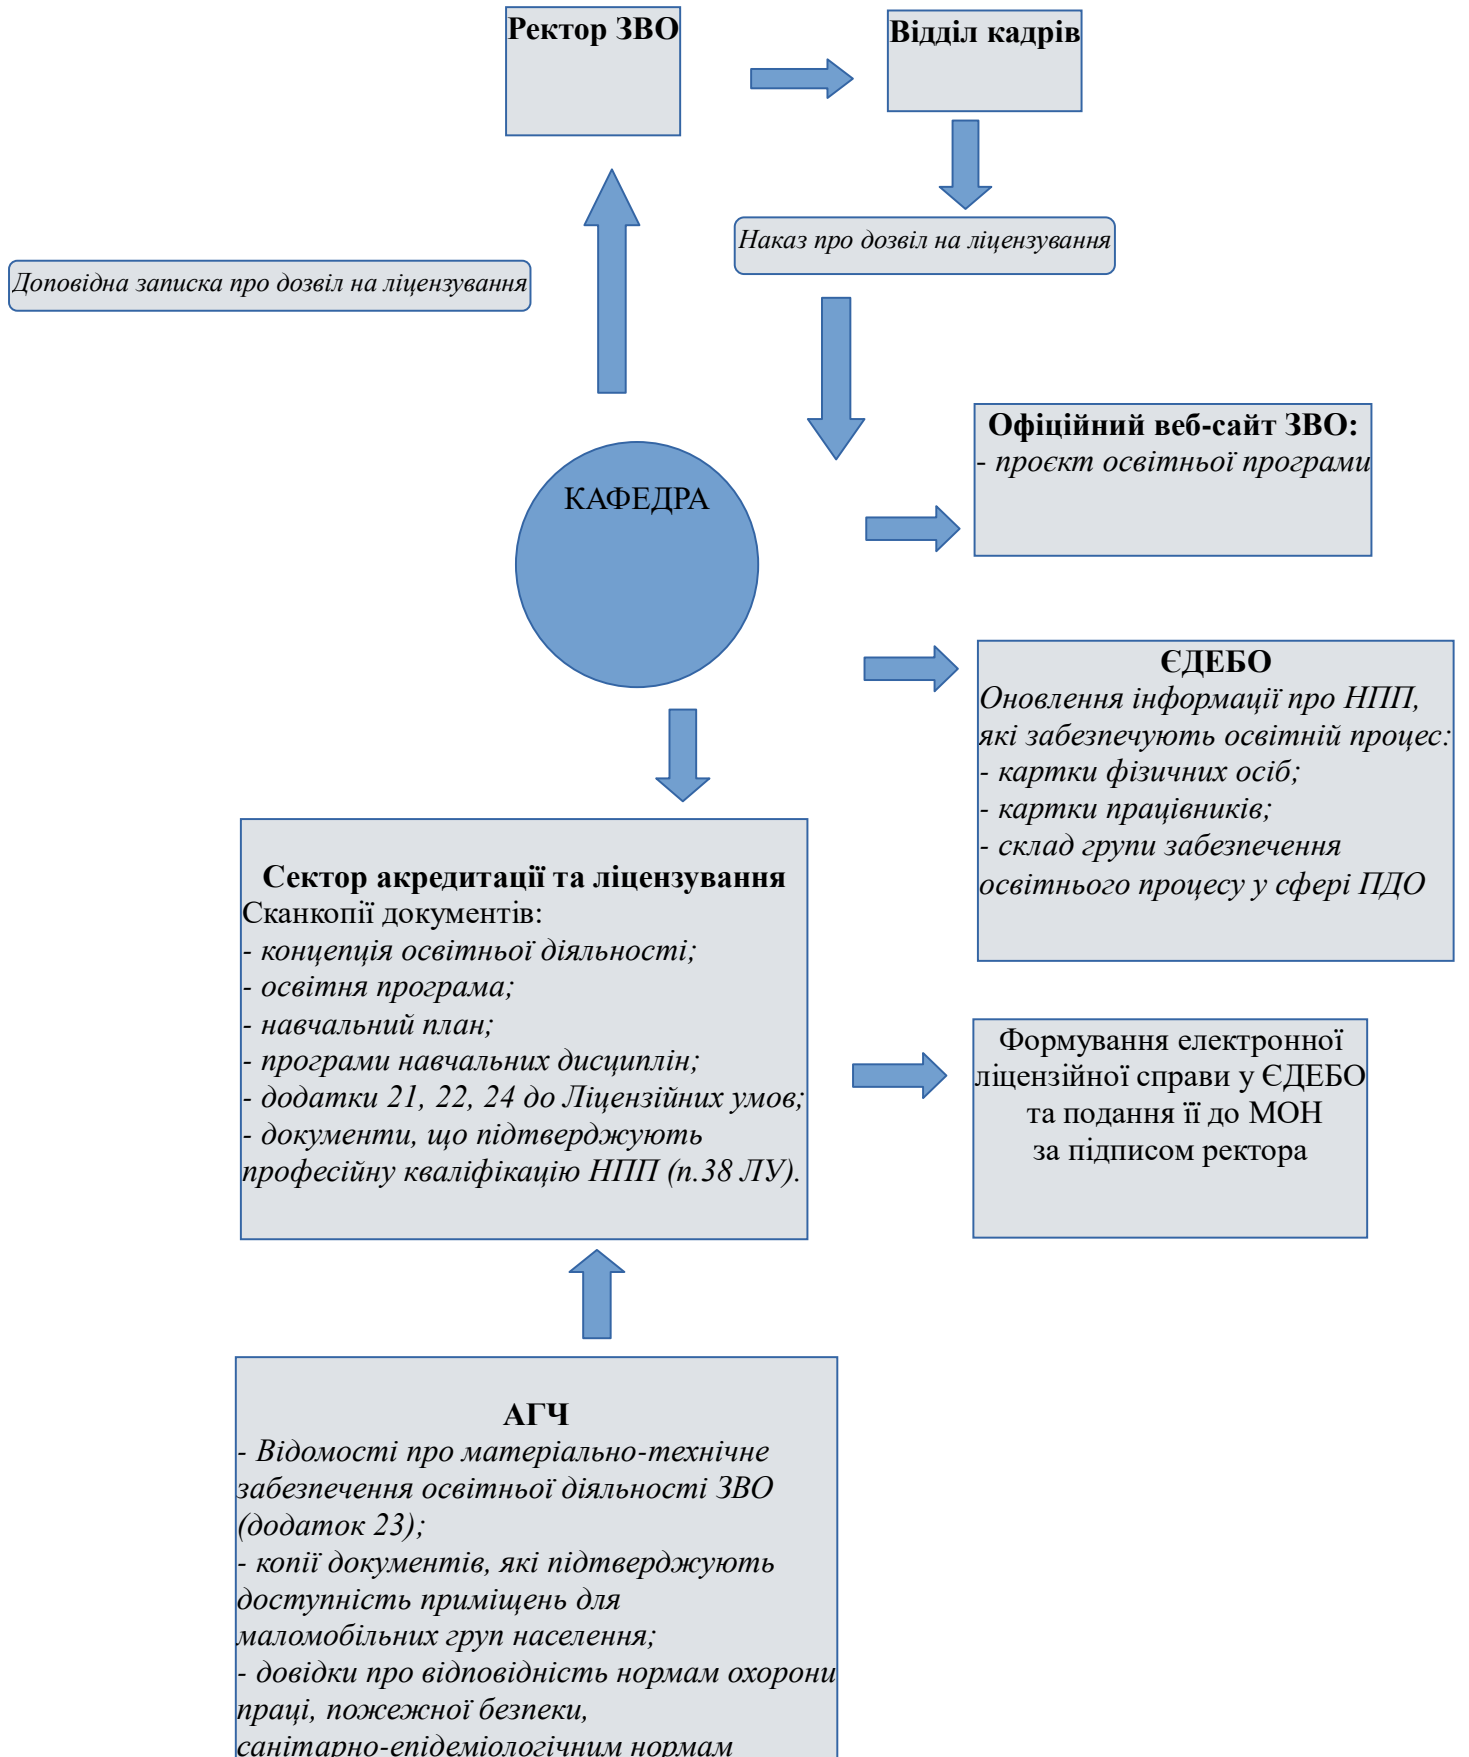 Ректор ЗВО
Відділ кадрів
Наказ про дозвіл на ліцензування
Доповідна записка про дозвіл на ліцензування
Офіційний веб-сайт ЗВО:
- проєкт освітньої програми
КАФЕДРА
ЄДЕБО
Оновлення інформації про НПП,
які забезпечують освітній процес:
- картки фізичних осіб;
- картки працівників;
- склад групи забезпечення
освітнього процесу у сфері ПДО
Сектор акредитації та ліцензування
Сканкопії документів:
- концепція освітньої діяльності;
- освітня програма;
- навчальний план;
- програми навчальних дисциплін;
- додатки 21, 22, 24 до Ліцензійних умов;
- документи, що підтверджують
професійну кваліфікацію НПП (п.38 ЛУ).
Формування електронної
ліцензійної справи у ЄДЕБО
та подання її до МОН
за підписом ректора
АГЧ
- Відомості про матеріально-технічне
забезпечення освітньої діяльності ЗВО
(додаток 23);
- копії документів, які підтверджують
доступність приміщень для
маломобільних груп населення;
- довідки про відповідність нормам охорони
праці, пожежної безпеки,
санітарно-епідеміологічним нормам